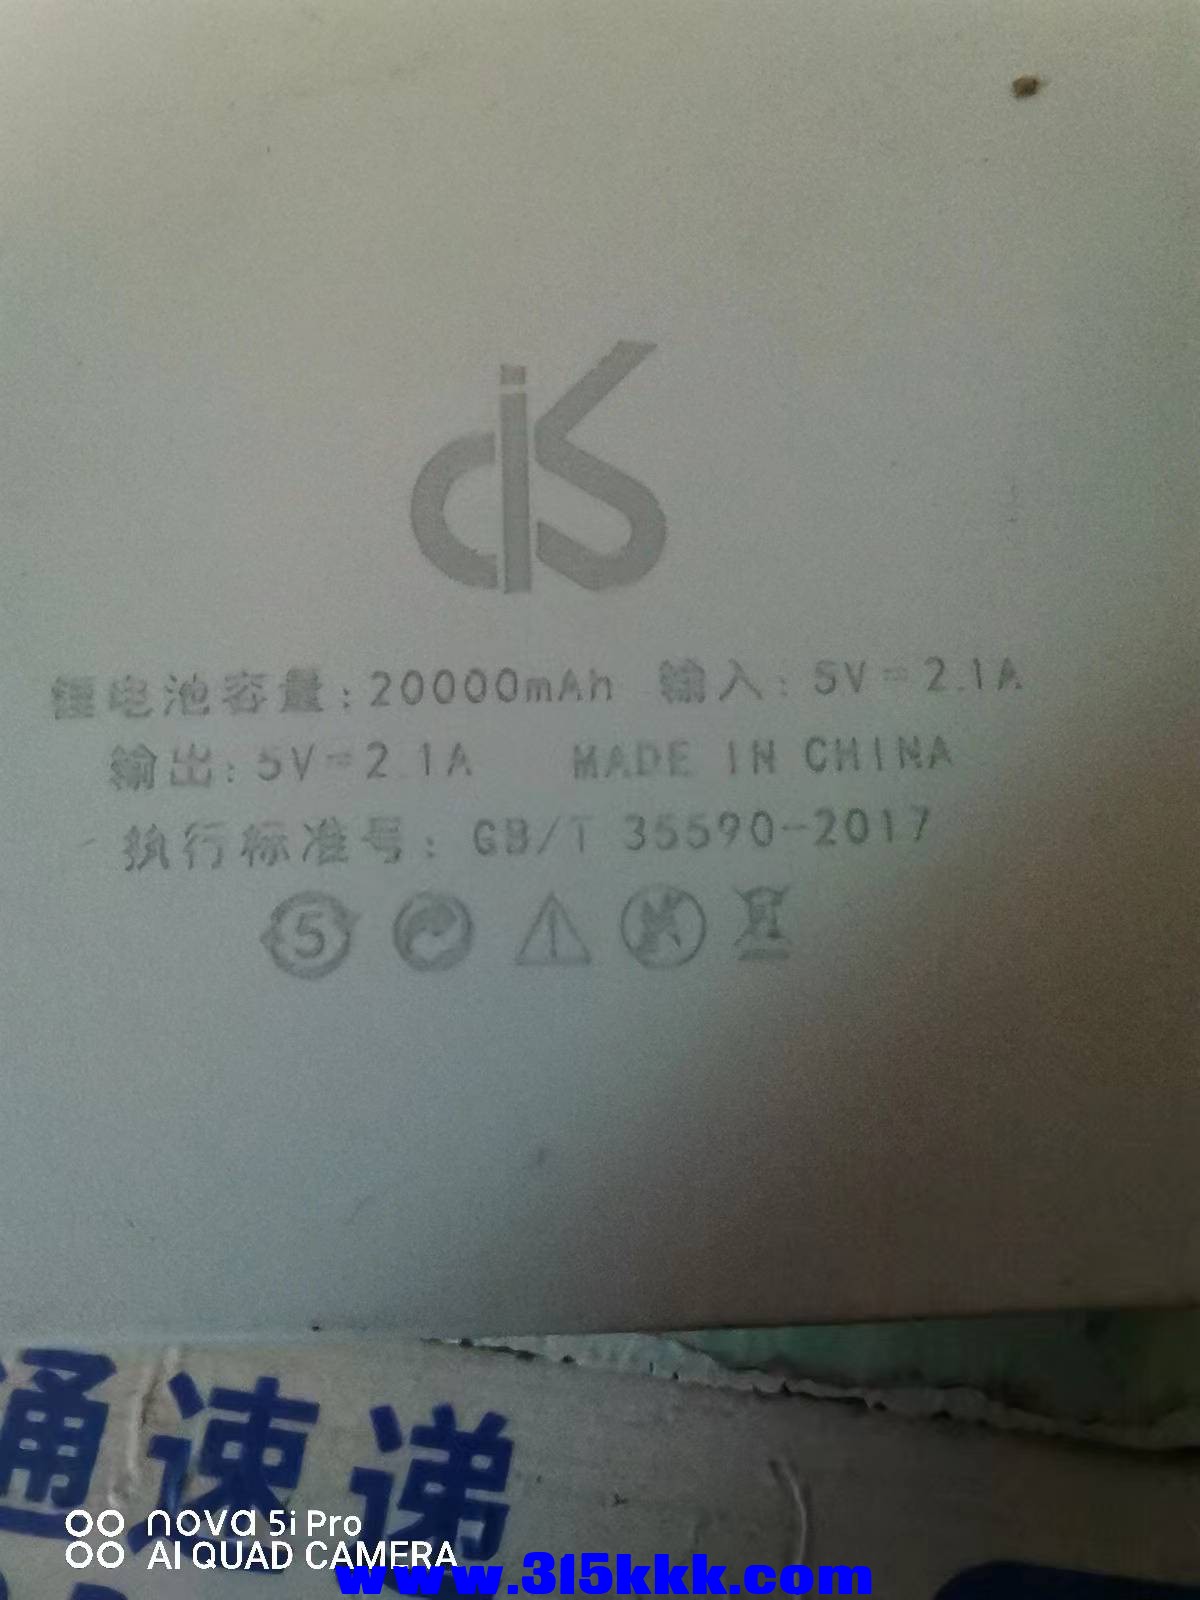 锂电池容量:20000mAh 输入:5V=2.1A
输出:5V=2.1A MADE IN CHINA
执行标准号:GB/T 35590-2017
5
通速递
nova 5i Pro
AI QUAD CAMERA
www.315kkk.com